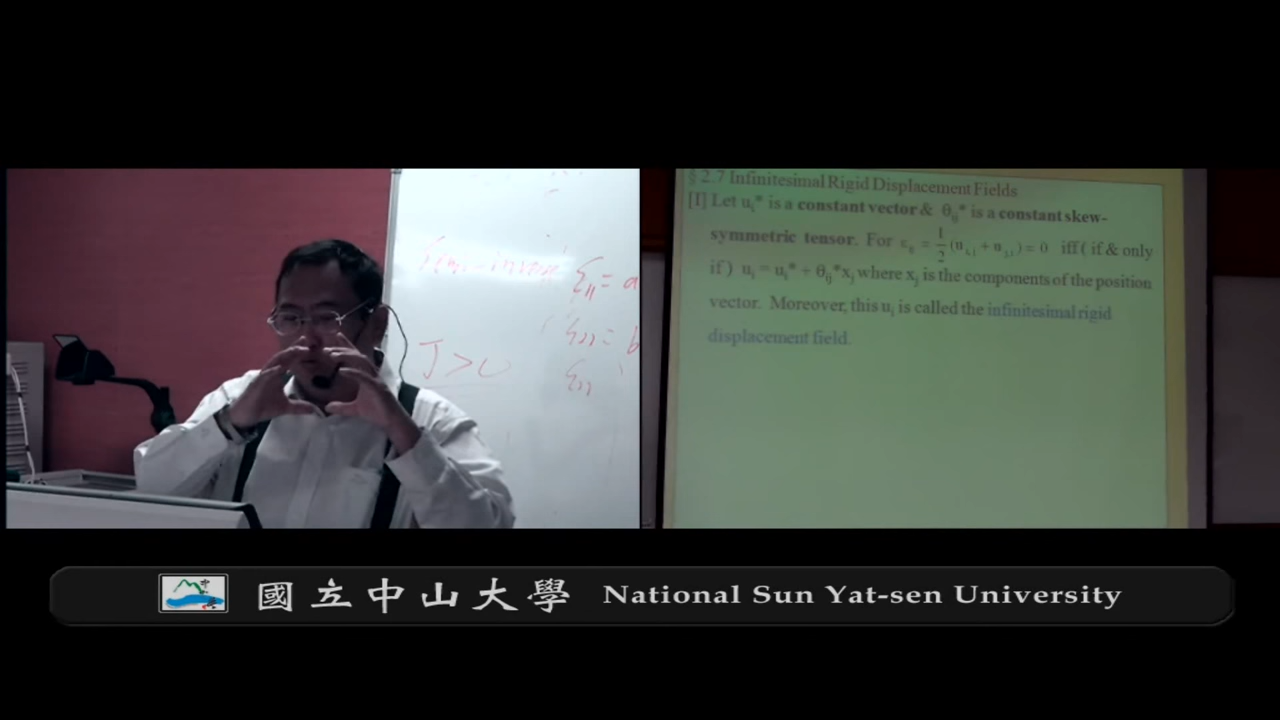 ε₁₁ = a
ε₂₂ = b
J > 0
§ 2.7 Infinitesimal Rigid Displacement Fields
[I] Let uᵢ* is a constant vector & θᵢⱼ* is a constant skew-
symmetric tensor. For εᵢⱼ = 1/2 (uᵢ,ⱼ + uⱼ,ᵢ) = 0 iff ( if & only
if ) uᵢ = uᵢ* + θᵢⱼ*xⱼ where xⱼ is the components of the position
vector. Moreover, this uᵢ is called the infinitesimal rigid
displacement field.
國立中山大學 National Sun Yat-sen University